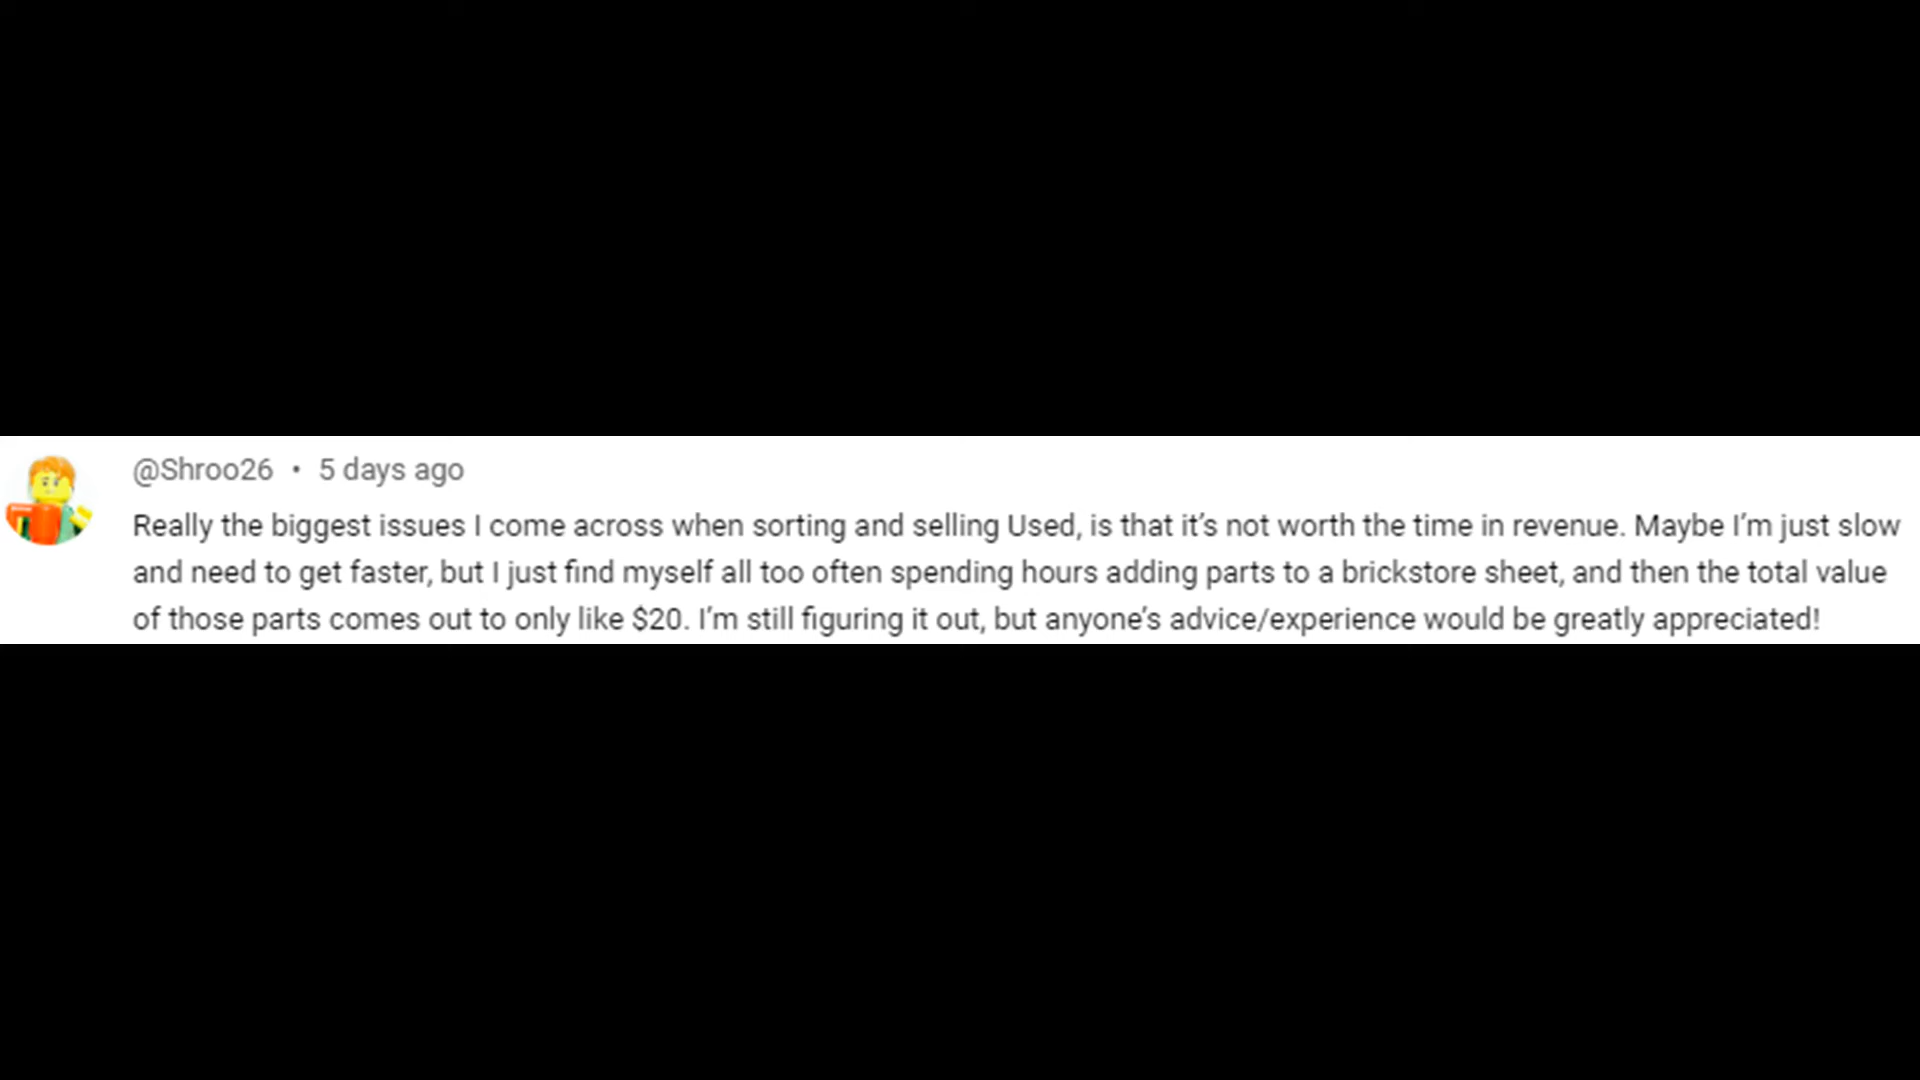 @Shroo26 • 5 days ago
Really the biggest issues I come across when sorting and selling Used, is that it’s not worth the time in revenue. Maybe I’m just slow
and need to get faster, but I just find myself all too often spending hours adding parts to a brickstore sheet, and then the total value
of those parts comes out to only like $20. I’m still figuring it out, but anyone’s advice/experience would be greatly appreciated!